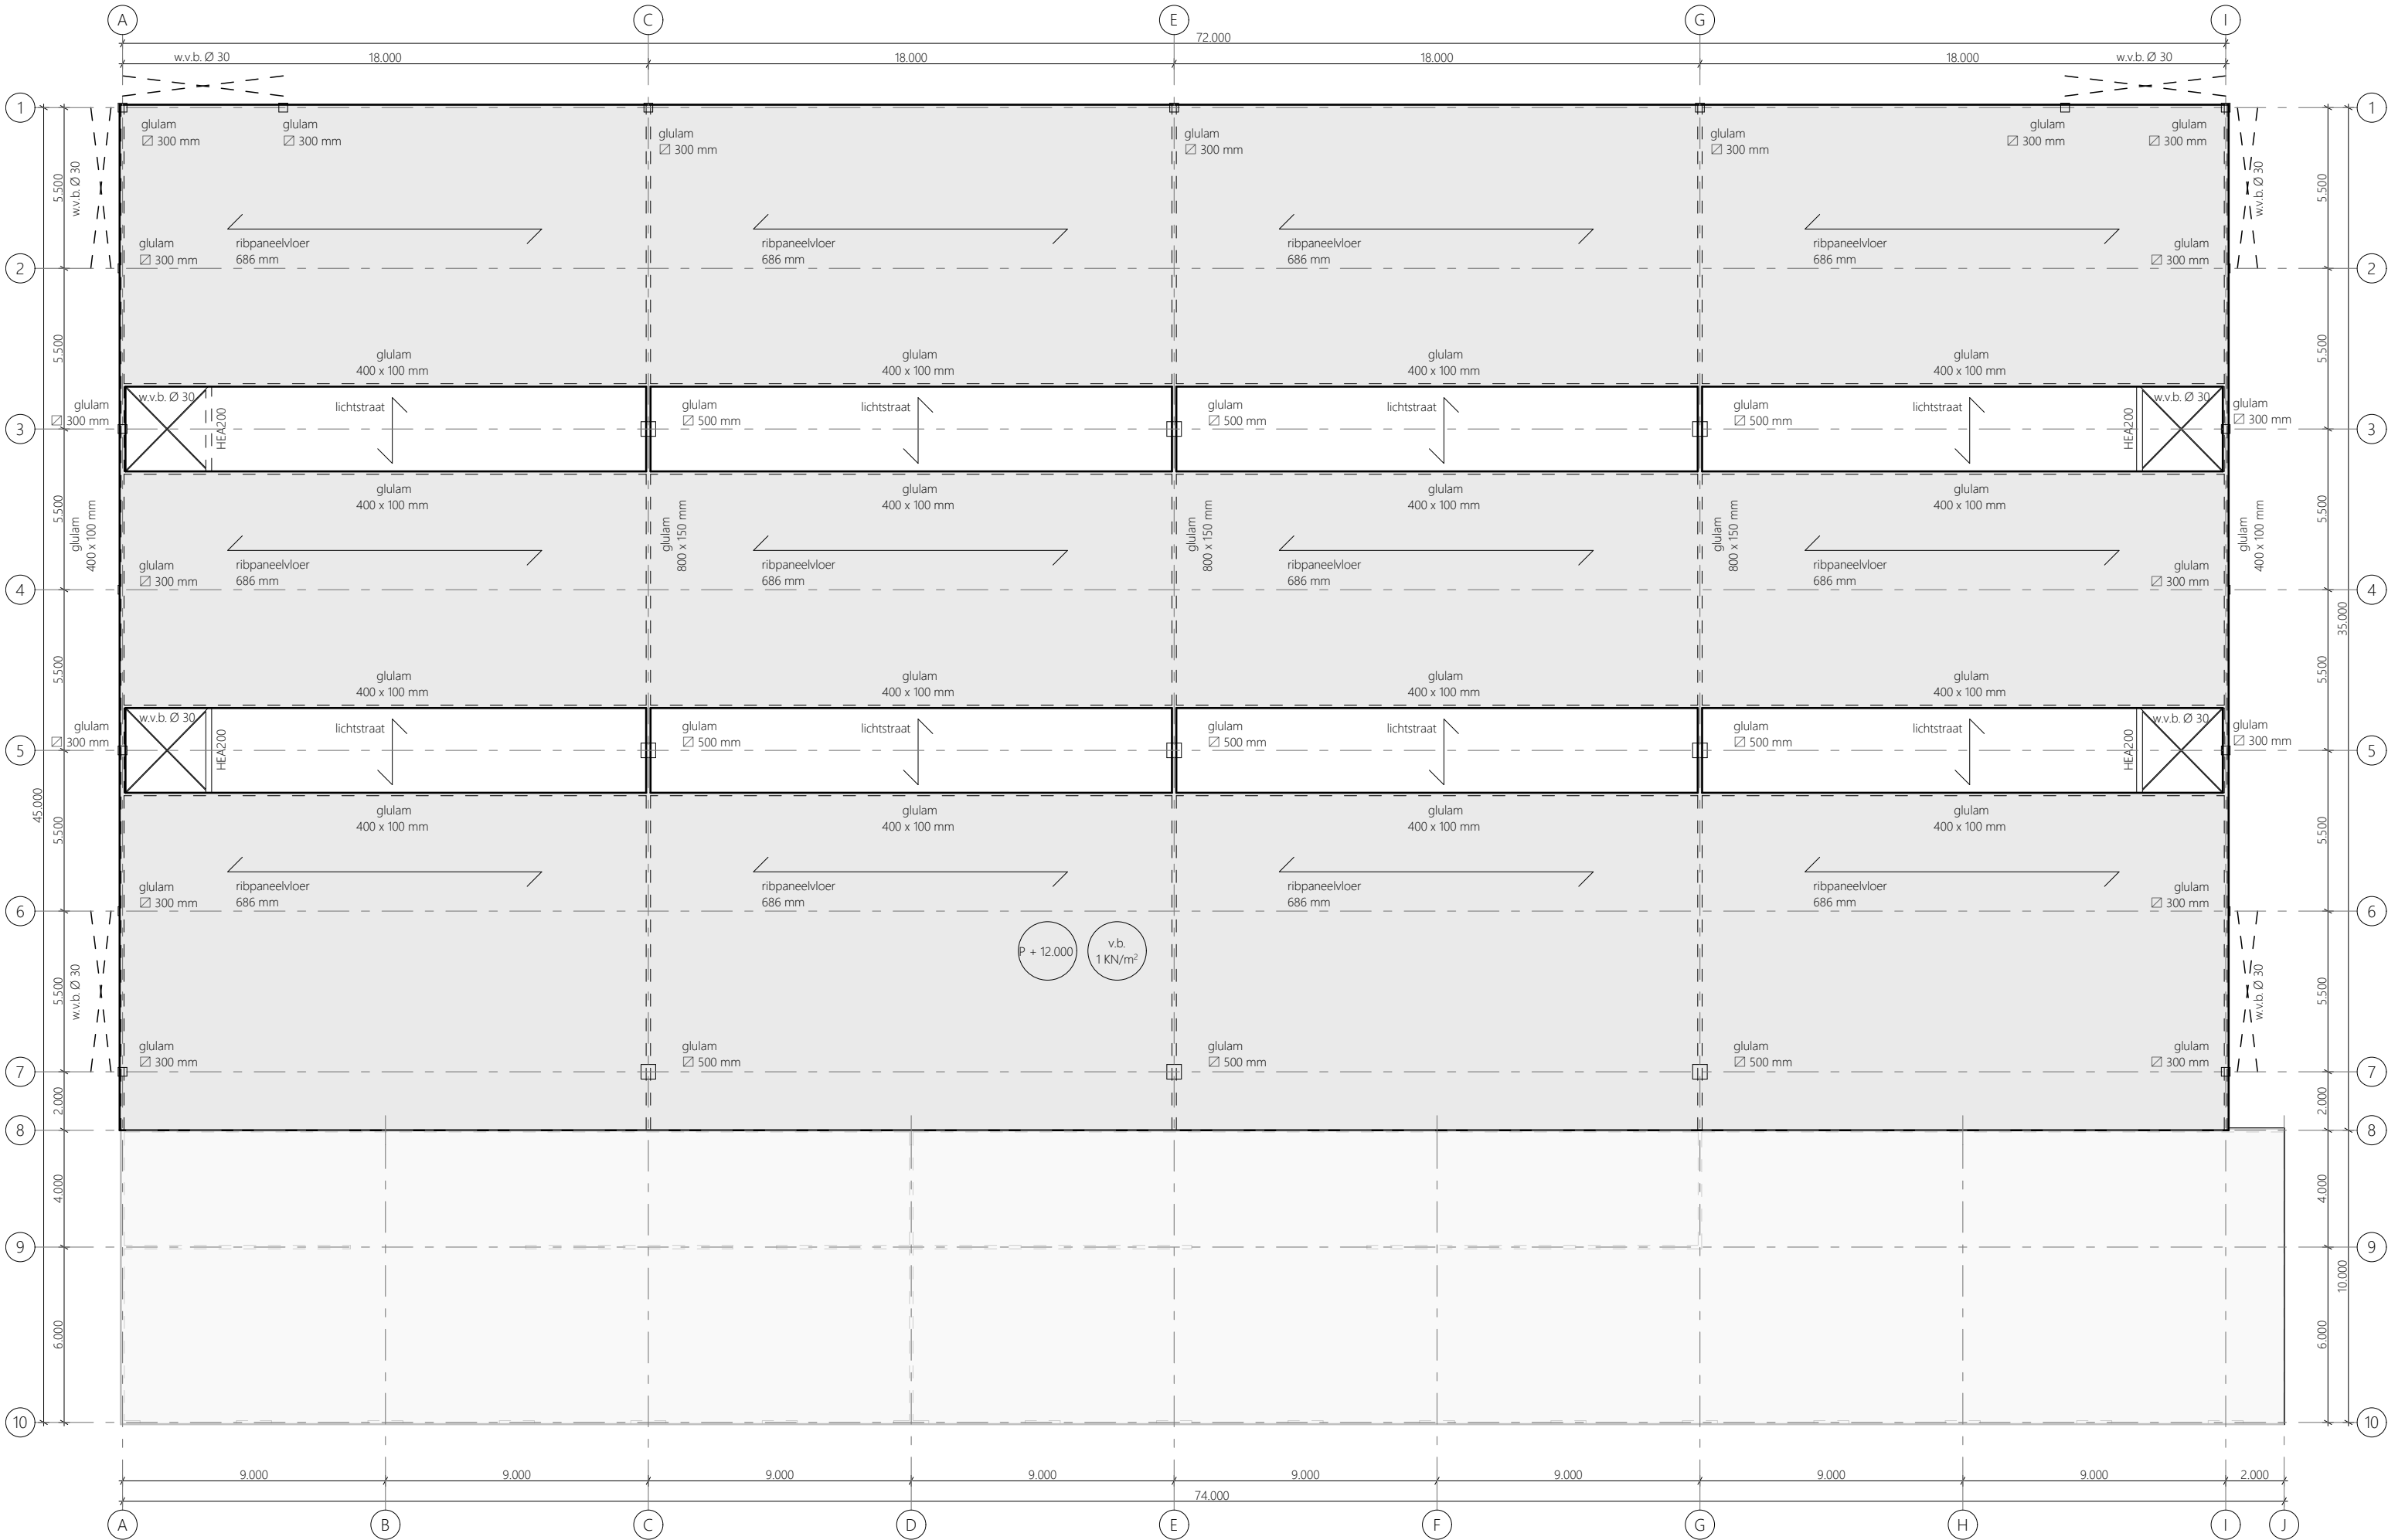 A C E G I
72.000
w.v.b. Ø 30 18.000 18.000 18.000 18.000 w.v.b. Ø 30
1 1
glulam glulam glulam glulam glulam glulam glulam
300 mm 300 mm 300 mm 300 mm 300 mm 300 mm 300 mm
5.500 w.v.b. Ø 30 w.v.b. Ø 30 5.500
glulam ribpaneelvloer ribpaneelvloer ribpaneelvloer ribpaneelvloer glulam
300 mm 686 mm 686 mm 686 mm 686 mm 300 mm
2 2
5.500 5.500
glulam glulam glulam glulam
400 x 100 mm 400 x 100 mm 400 x 100 mm 400 x 100 mm
w.v.b. Ø 30 w.v.b. Ø 30
glulam lichtstraat glulam lichtstraat glulam lichtstraat glulam lichtstraat glulam
300 mm HEA200 500 mm 500 mm 500 mm HEA200 300 mm
3 3
glulam glulam glulam glulam
400 x 100 mm 400 x 100 mm 400 x 100 mm 400 x 100 mm
5.500 5.500
glulam glulam glulam glulam glulam
400 x 100 mm 800 x 150 mm 800 x 150 mm 800 x 150 mm 400 x 100 mm
glulam ribpaneelvloer ribpaneelvloer ribpaneelvloer ribpaneelvloer glulam
300 mm 686 mm 686 mm 686 mm 686 mm 300 mm
4 4
35.000
5.500 5.500
glulam glulam glulam glulam
400 x 100 mm 400 x 100 mm 400 x 100 mm 400 x 100 mm
w.v.b. Ø 30 w.v.b. Ø 30
glulam lichtstraat glulam lichtstraat glulam lichtstraat glulam lichtstraat glulam
300 mm HEA200 500 mm 500 mm 500 mm HEA200 300 mm
5 5
45.000
glulam glulam glulam glulam
400 x 100 mm 400 x 100 mm 400 x 100 mm 400 x 100 mm
5.500 5.500
glulam ribpaneelvloer ribpaneelvloer ribpaneelvloer ribpaneelvloer glulam
300 mm 686 mm 686 mm 686 mm 686 mm 300 mm
6 6
P + 12.000
v.b.
1 KN/m²
5.500 w.v.b. Ø 30 w.v.b. Ø 30 5.500
glulam glulam glulam glulam glulam
300 mm 500 mm 500 mm 500 mm 300 mm
7 7
2.000 2.000
8 8
4.000 4.000
9 9
10.000
6.000 6.000
10 10
9.000 9.000 9.000 9.000 9.000 9.000 9.000 9.000 2.000
74.000
A B C D E F G H I J